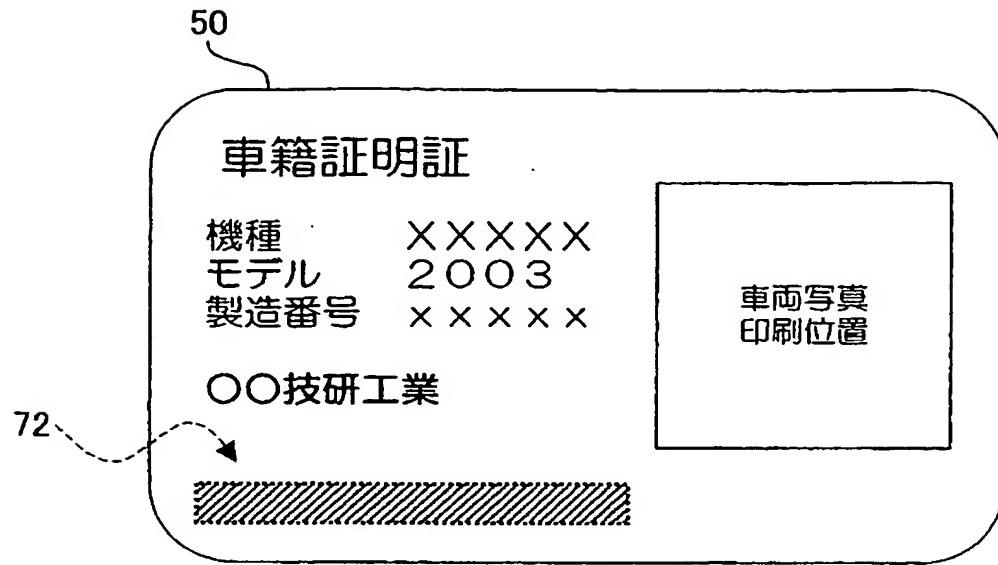 50
車籍証明証
機種 ×××××
モデル 2003
製造番号 ×××××
車両写真
印刷位置
○○技研工業
72